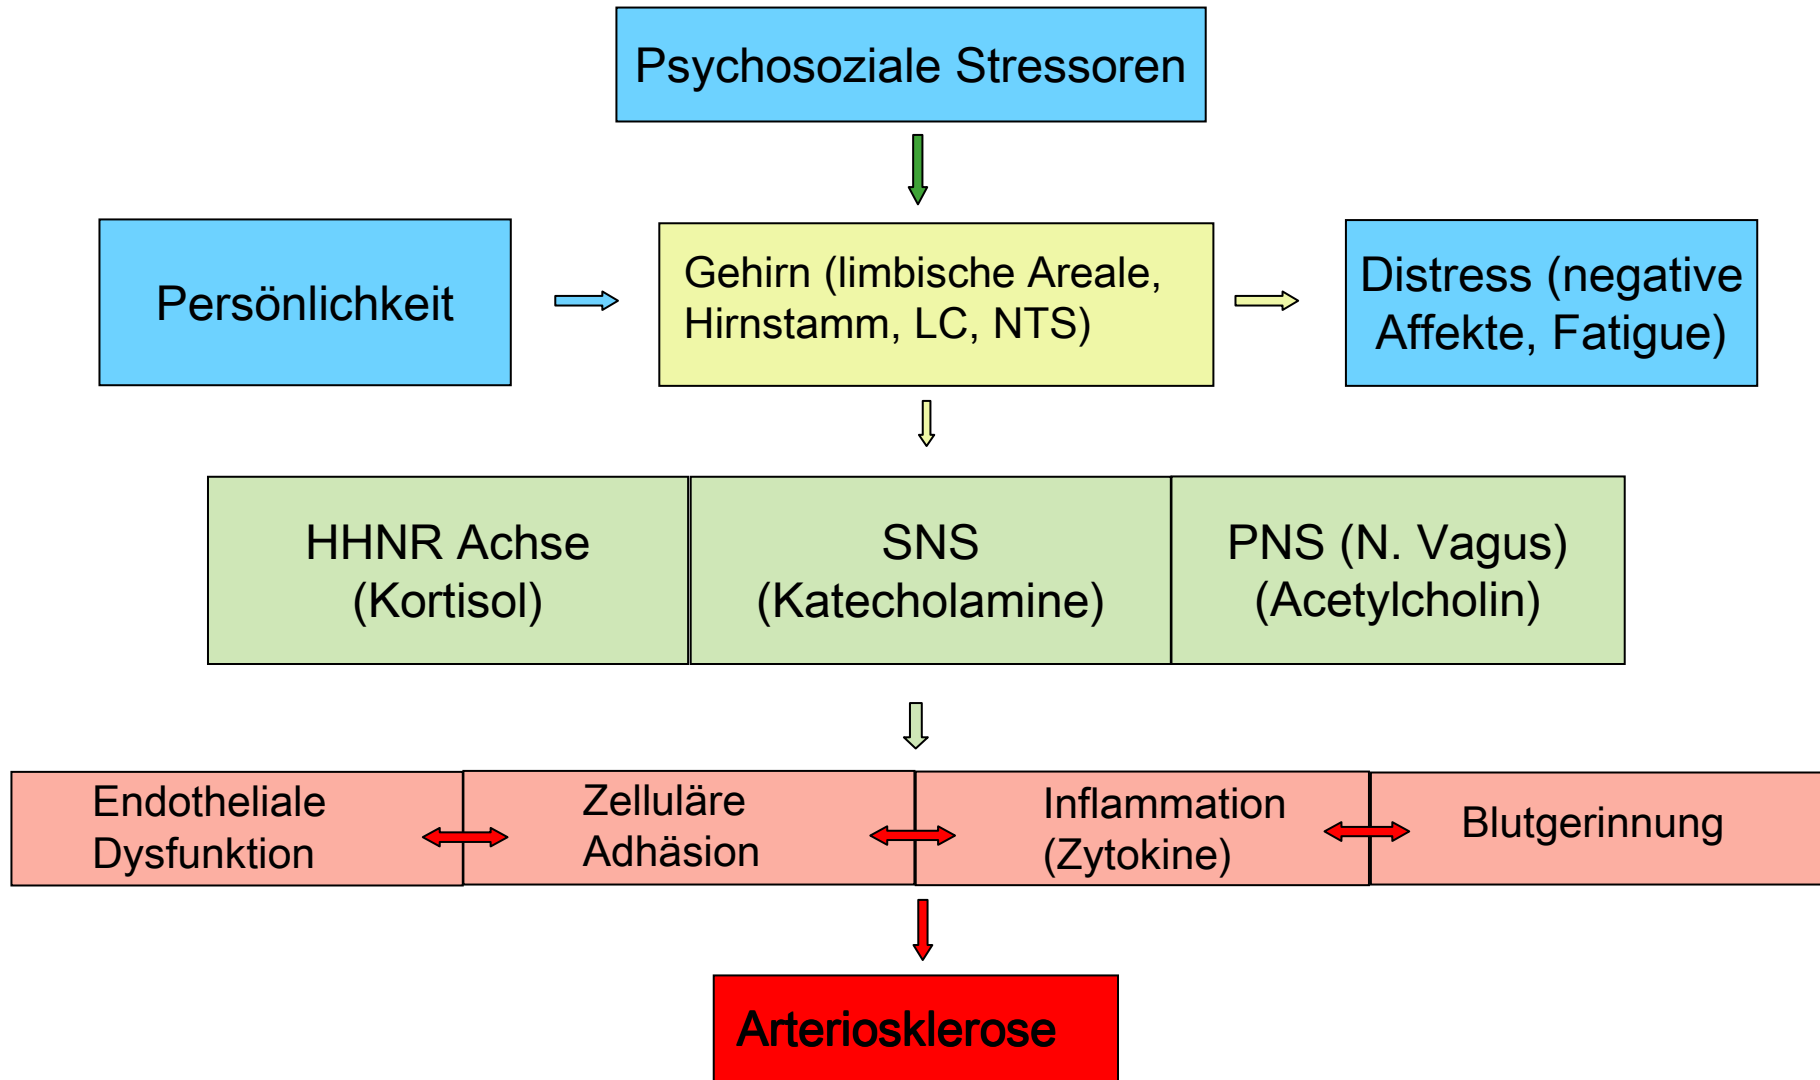 Psychosoziale Stressoren
Persönlichkeit
Gehirn (limbische Areale,
Hirnstamm, LC, NTS)
Distress (negative
Affekte, Fatigue)
HHNR Achse
(Kortisol)
SNS
(Katecholamine)
PNS (N. Vagus)
(Acetylcholin)
Endotheliale
Dysfunktion
Zelluläre
Adhäsion
Inflammation
(Zytokine)
Blutgerinnung
Arteriosklerose